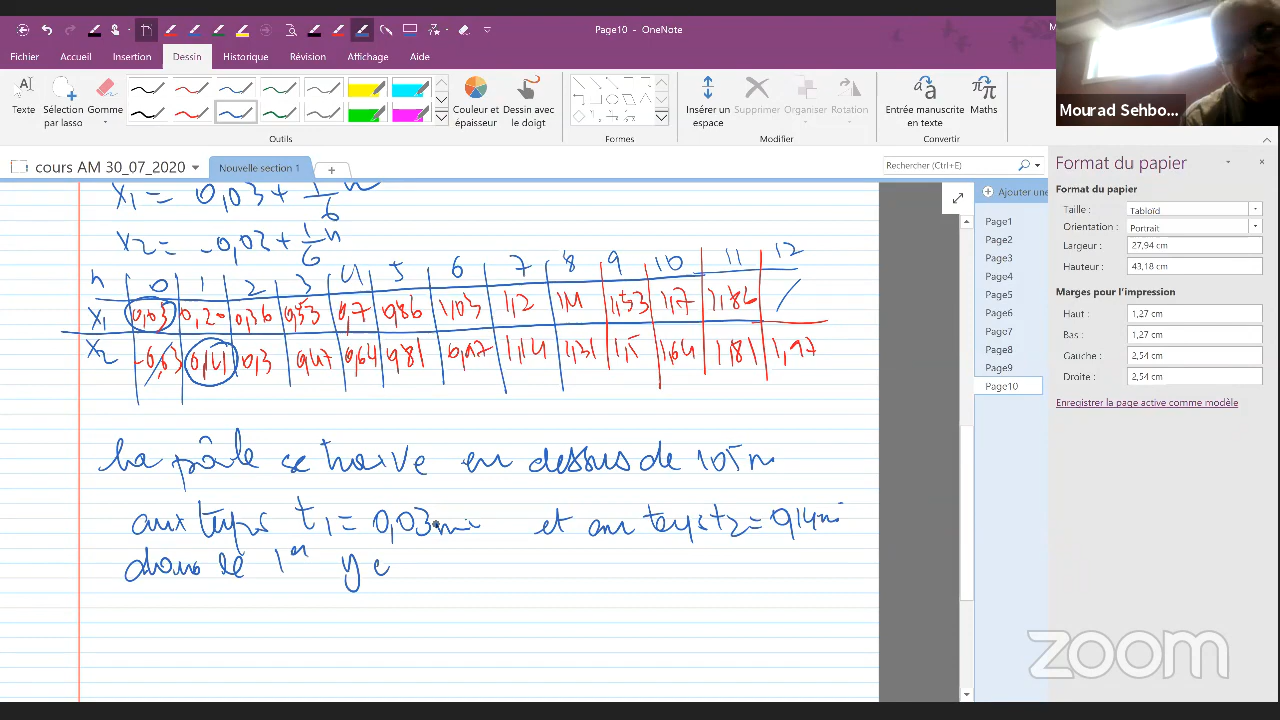 Page10 - OneNote
Fichier Accueil Insertion Dessin Historique Révision Affichage Aide
Texte Sélection par lasso Gomme Couleur et épaisseur Dessin avec le doigt Insérer un espace Supprimer Organiser Rotation Entrée manuscrite en texte Maths
Outils Formes Modifier Convertir
Mourad Sehbo...
cours AM 30_07_2020 Nouvelle section 1 + Rechercher (Ctrl+E)
Format du papier
Format du papier
Taille : Tabloïd
Orientation : Portrait
Largeur : 27,94 cm
Hauteur : 43,18 cm
Marges pour l'impression
Haut : 1,27 cm
Bas : 1,27 cm
Gauche : 2,54 cm
Droite : 2,54 cm
Enregistrer la page active comme modèle
Ajouter une
Page1
Page2
Page3
Page4
Page5
Page6
Page7
Page8
Page9
Page10
x1 = 0,03 + 1/6 n
x2 = -0,03 + 1/6 n
n 0 1 2 3 4 5 6 7 8 9 10 11 12
x1 0,03 0,20 0,36 0,53 0,7 0,86 1,03 1,2 1,4 1,53 1,7 1,86 /
x2 -0,03 0,14 0,3 0,47 0,64 0,81 0,97 1,14 1,31 1,5 1,64 1,81 1,97
La pâle se trouve en dessus de 105 m
aux temps t1 = 0,03 min et au temps t2 = 0,14 min
dans le 1er yc
zoom